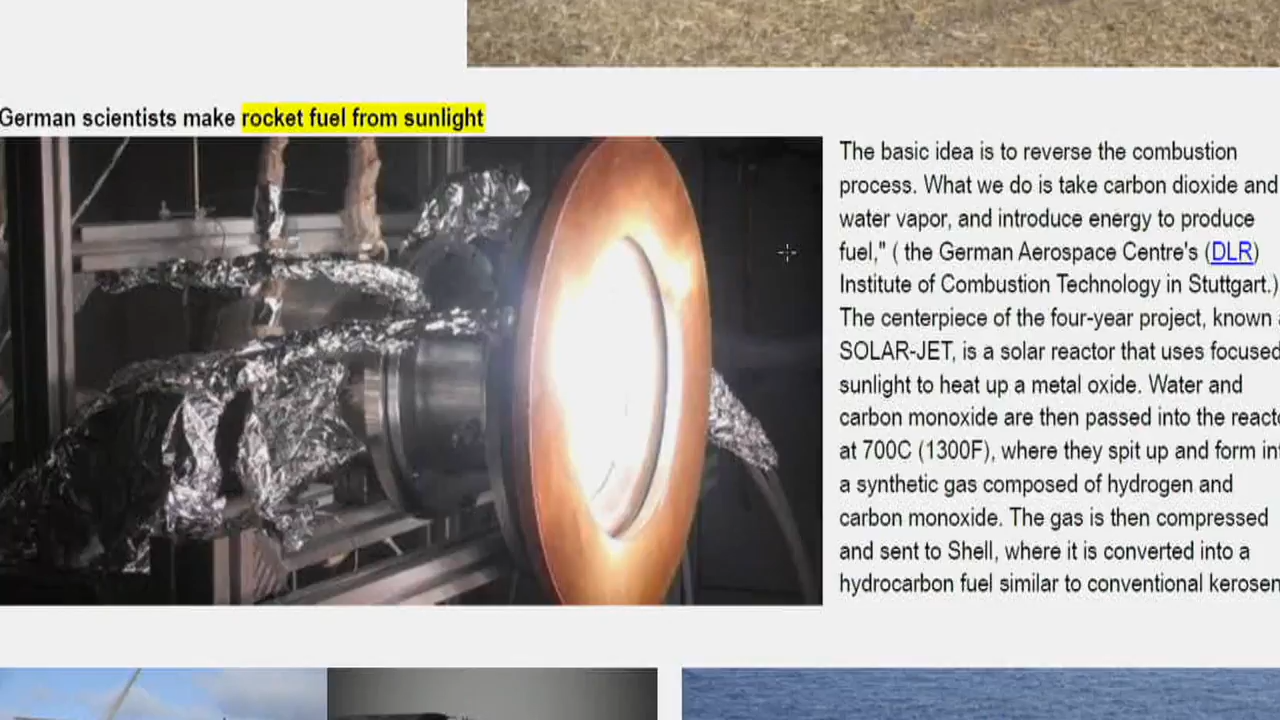 German scientists make rocket fuel from sunlight
The basic idea is to reverse the combustion
process. What we do is take carbon dioxide and
water vapor, and introduce energy to produce
fuel," ( the German Aerospace Centre's (DLR)
Institute of Combustion Technology in Stuttgart.)
The centerpiece of the four-year project, known
SOLAR-JET, is a solar reactor that uses focused
sunlight to heat up a metal oxide. Water and
carbon monoxide are then passed into the
at 700C (1300F), where they spit up and form
a synthetic gas composed of hydrogen and
carbon monoxide. The gas is then compressed
and sent to Shell, where it is converted into a
hydrocarbon fuel similar to conventional